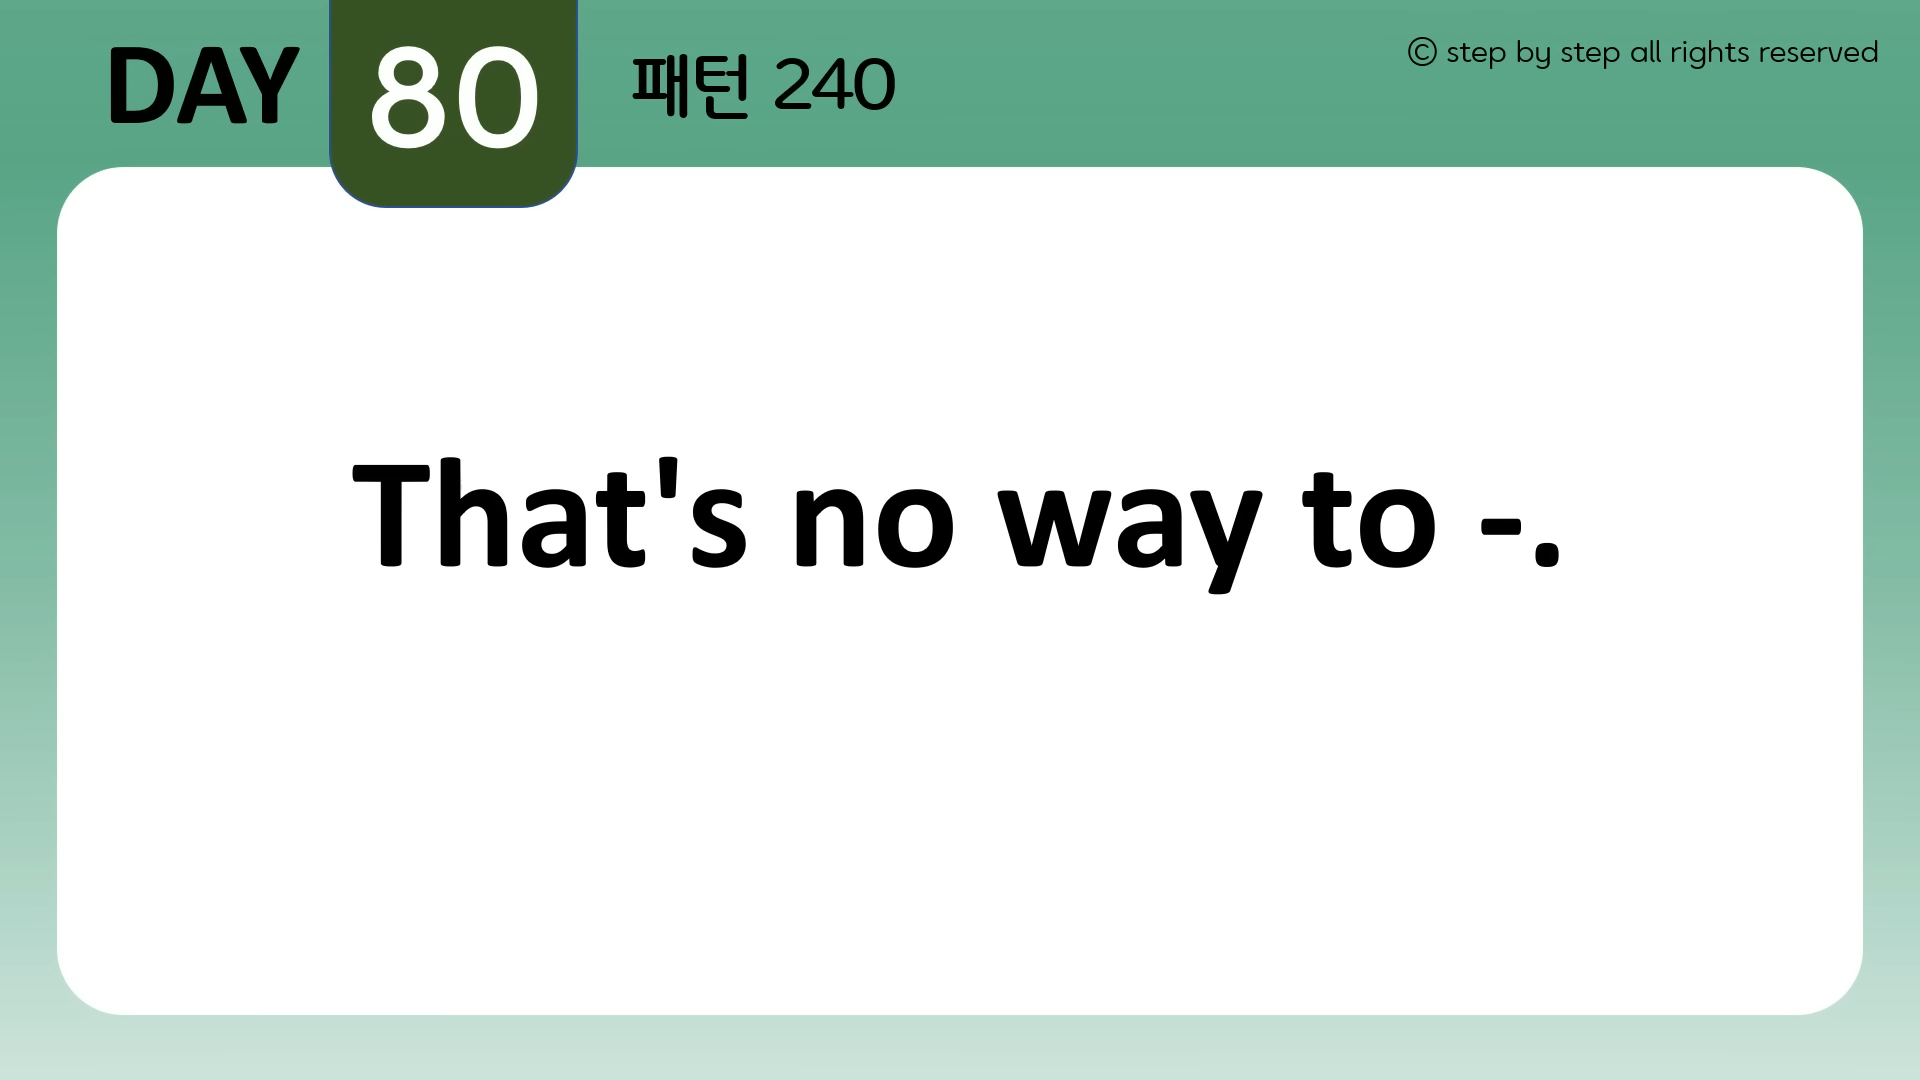 DAY 80 패턴 240
© step by step all rights reserved
That's no way to -.